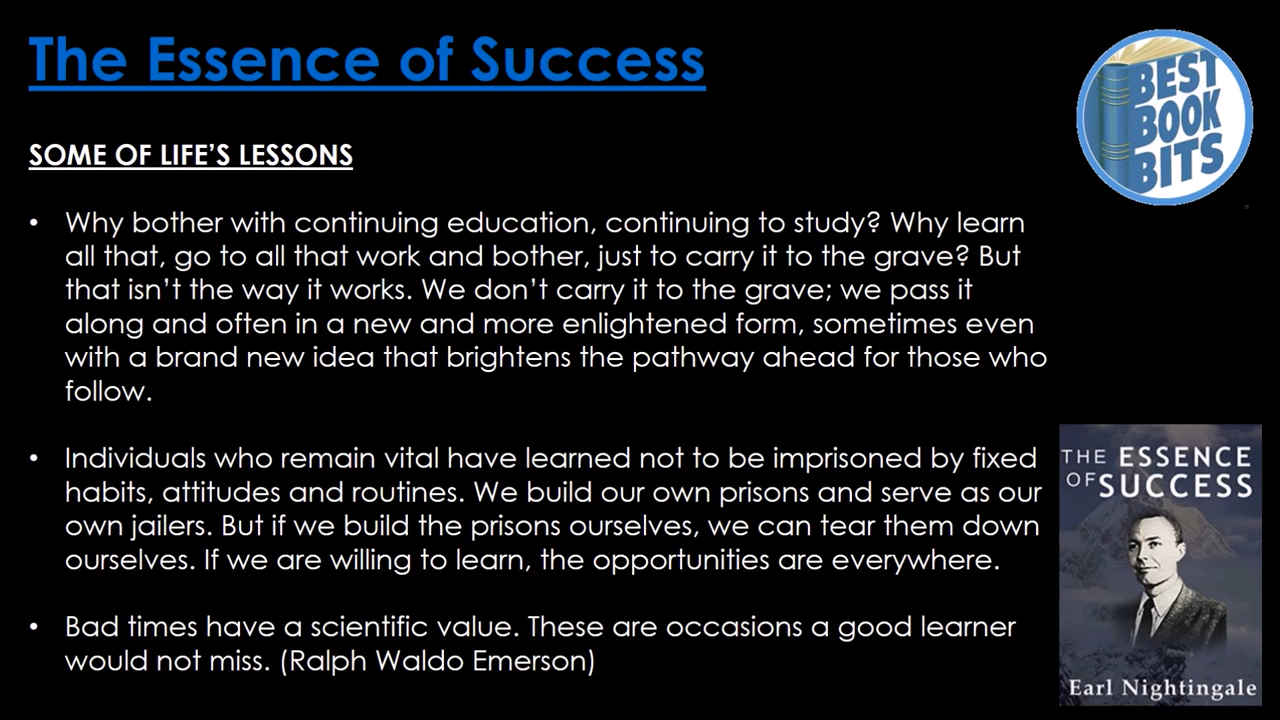 The Essence of Success
BEST
BOOK
BITS
SOME OF LIFE’S LESSONS
• Why bother with continuing education, continuing to study? Why learn
all that, go to all that work and bother, just to carry it to the grave? But
that isn’t the way it works. We don’t carry it to the grave; we pass it
along and often in a new and more enlightened form, sometimes even
with a brand new idea that brightens the pathway ahead for those who
follow.
• Individuals who remain vital have learned not to be imprisoned by fixed
habits, attitudes and routines. We build our own prisons and serve as our
own jailers. But if we build the prisons ourselves, we can tear them down
ourselves. If we are willing to learn, the opportunities are everywhere.
• Bad times have a scientific value. These are occasions a good learner
would not miss. (Ralph Waldo Emerson)
THE ESSENCE
OF SUCCESS
Earl Nightingale